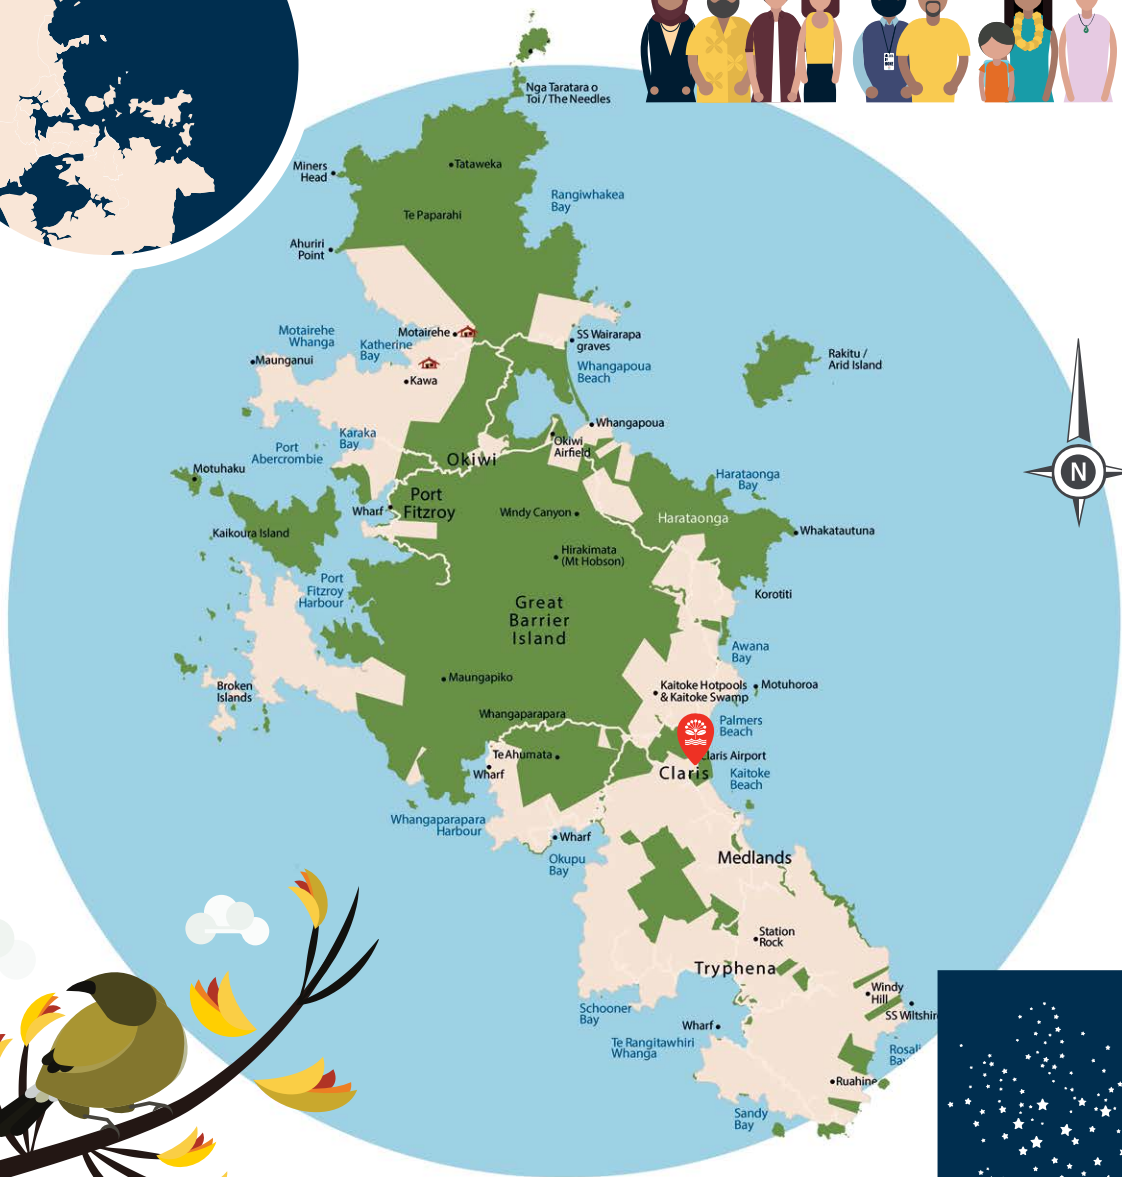 Nga Taratara o
Toi / The Needles
Miners
Head
Tataweka
Rangiwhakea
Bay
Te Paparahi
Ahuriri
Point
Motairehe
Whanga
Motairehe
Katherine
Bay
SS Wairarapa
graves
Rakitu /
Arid Island
Maunganui
Whangapoua
Beach
Kawa
Whangapoua
Karaka
Bay
Port
Abercrombie
Okiwi
Airfield
Okiwi
Motuhaku
Harataonga
Bay
N
Port
Fitzroy
Wharf
Windy Canyon
Harataonga
Kaikoura Island
Whakatautuna
Hirakimata
(Mt Hobson)
Port
Fitzroy
Harbour
Korotiti
Great
Barrier
Island
Awana
Bay
Broken
Islands
Maungapiko
Kaitoke Hotpools
& Kaitoke Swamp
Motuhoroa
Whangaparapara
Palmers
Beach
Te Ahumata
laris Airport
Wharf
Claris
Kaitoke
Beach
Whangaparapara
Harbour
Wharf
Okupu
Bay
Medlands
Station
Rock
Tryphena
Windy
Hill
Schooner
Bay
SS Wiltshir
Wharf
Te Rangitawhiri
Whanga
Rosali
Bay
Ruahine
Sandy
Bay